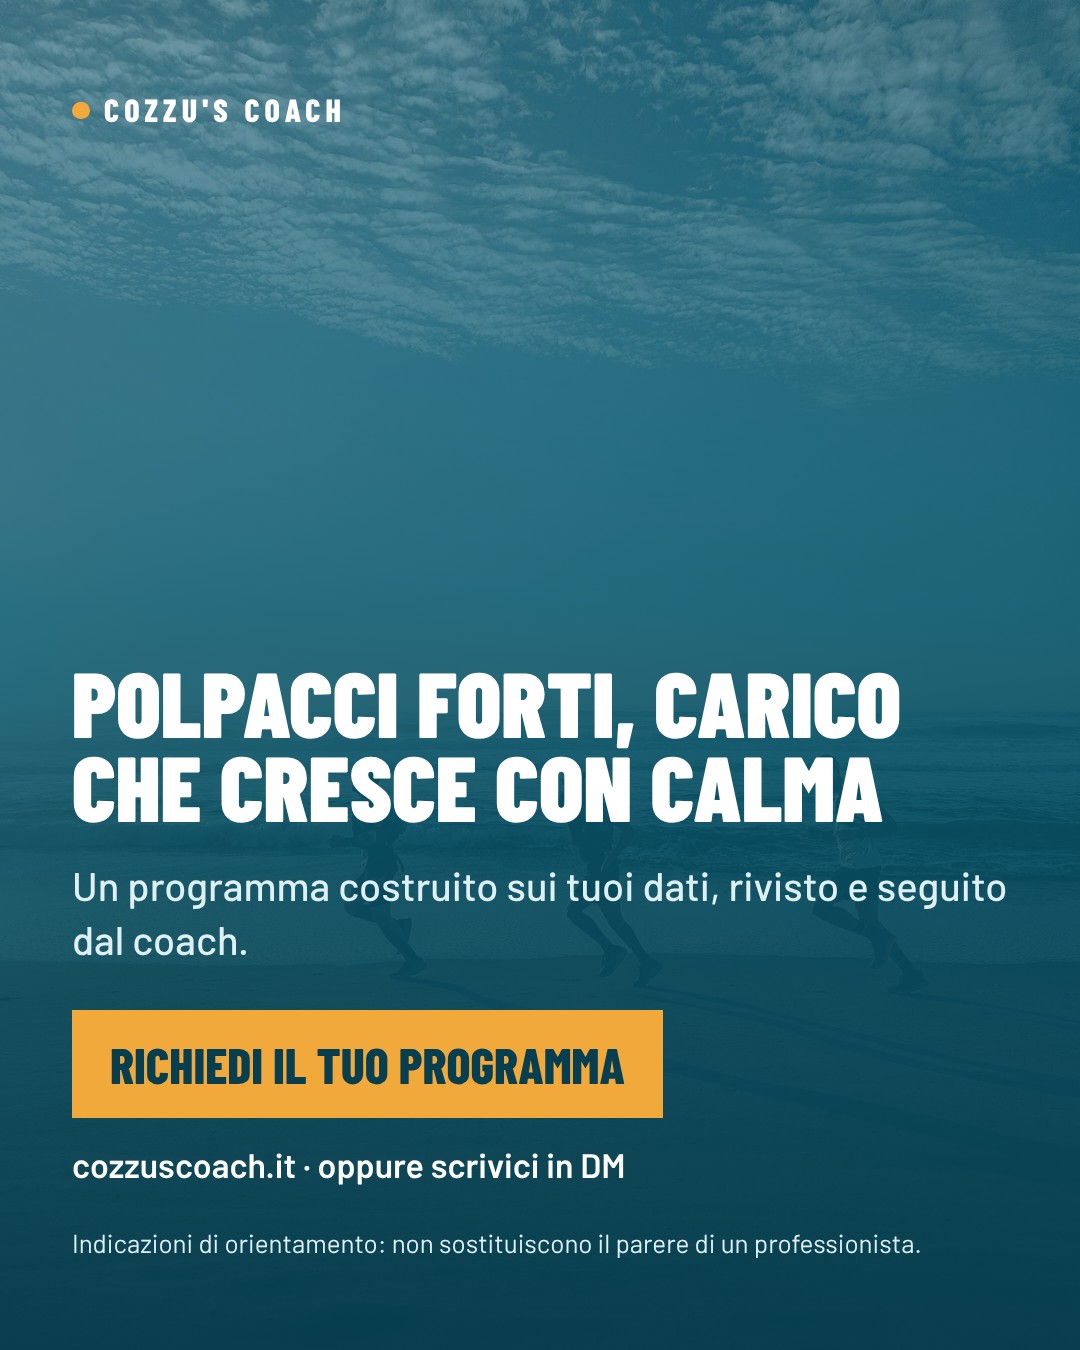 COZZU'S COACH
POLPACCI FORTI, CARICO
CHE CRESCE CON CALMA
Un programma costruito sui tuoi dati, rivisto e seguito
dal coach.
RICHIEDI IL TUO PROGRAMMA
cozzuscoach.it · oppure scrivici in DM
Indicazioni di orientamento: non sostituiscono il parere di un professionista.